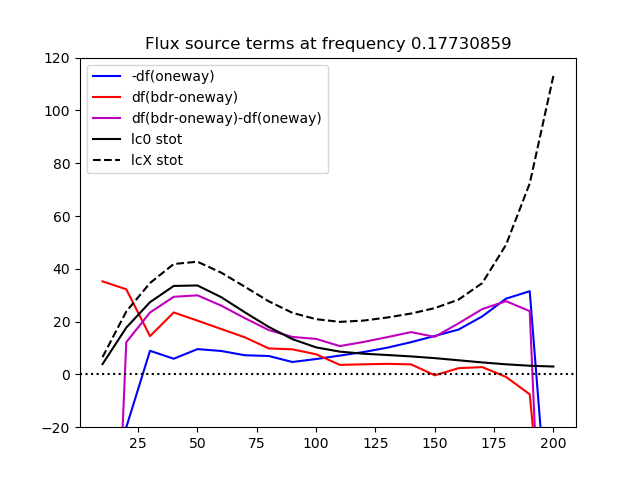 Flux source terms at frequency 0.17730859
120
100
80
60
40
20
0
−20
-df(oneway)
df(bdr-oneway)
df(bdr-oneway)-df(oneway)
lc0 stot
lcX stot
25 50 75 100 125 150 175 200